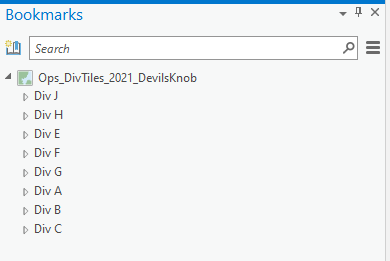 Bookmarks
Search
Ops_DivTiles_2021_DevilsKnob
Div J
Div H
Div E
Div F
Div G
Div A
Div B
Div C